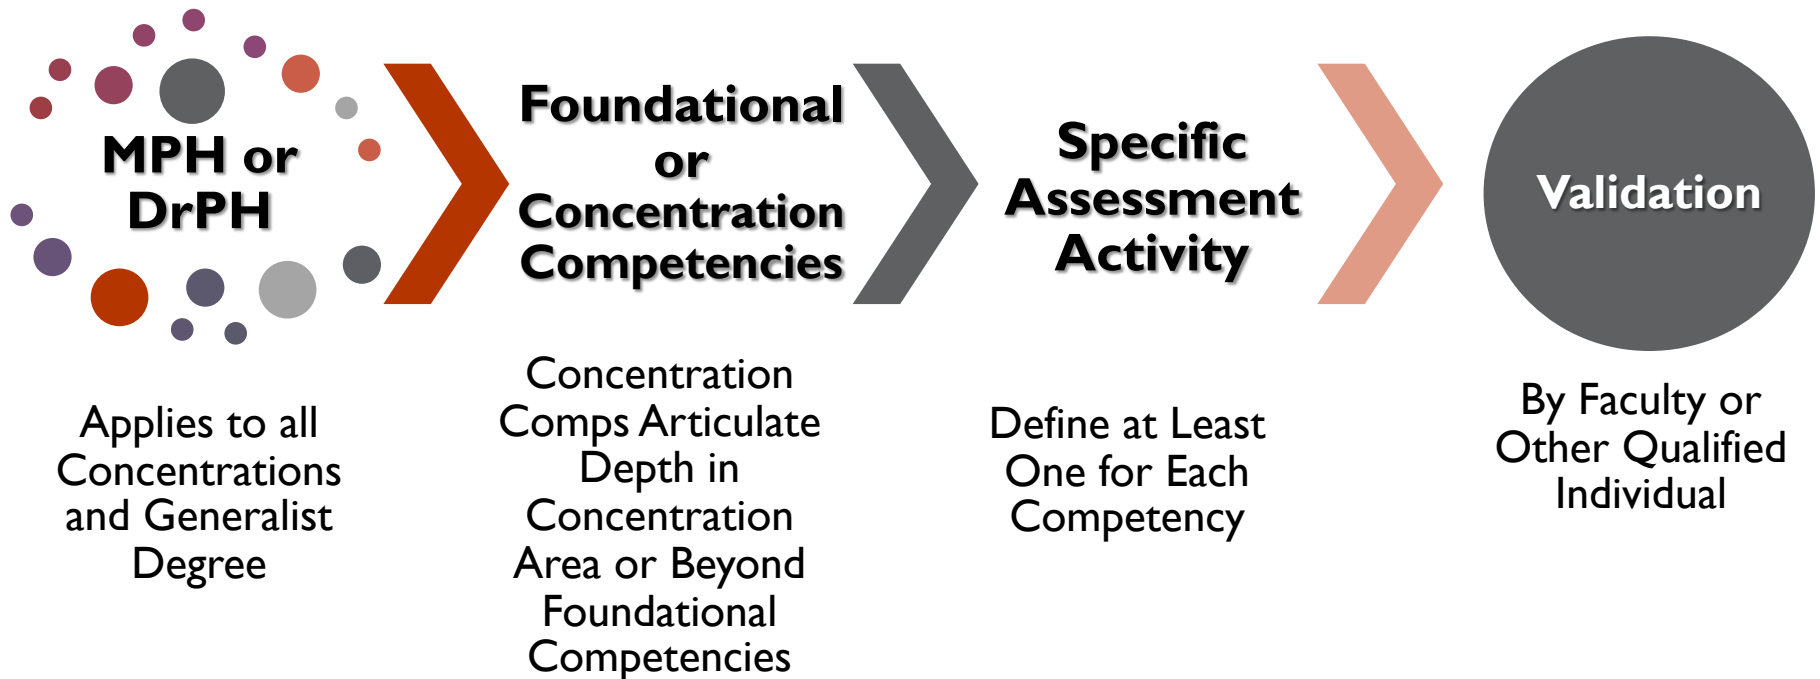 MPH or
DrPH
Applies to all
Concentrations
and Generalist
Degree
Foundational
or
Concentration
Competencies
Concentration
Comps Articulate
Depth in
Concentration
Area or Beyond
Foundational
Competencies
Specific
Assessment
Activity
Define at Least
One for Each
Competency
Validation
By Faculty or
Other Qualified
Individual